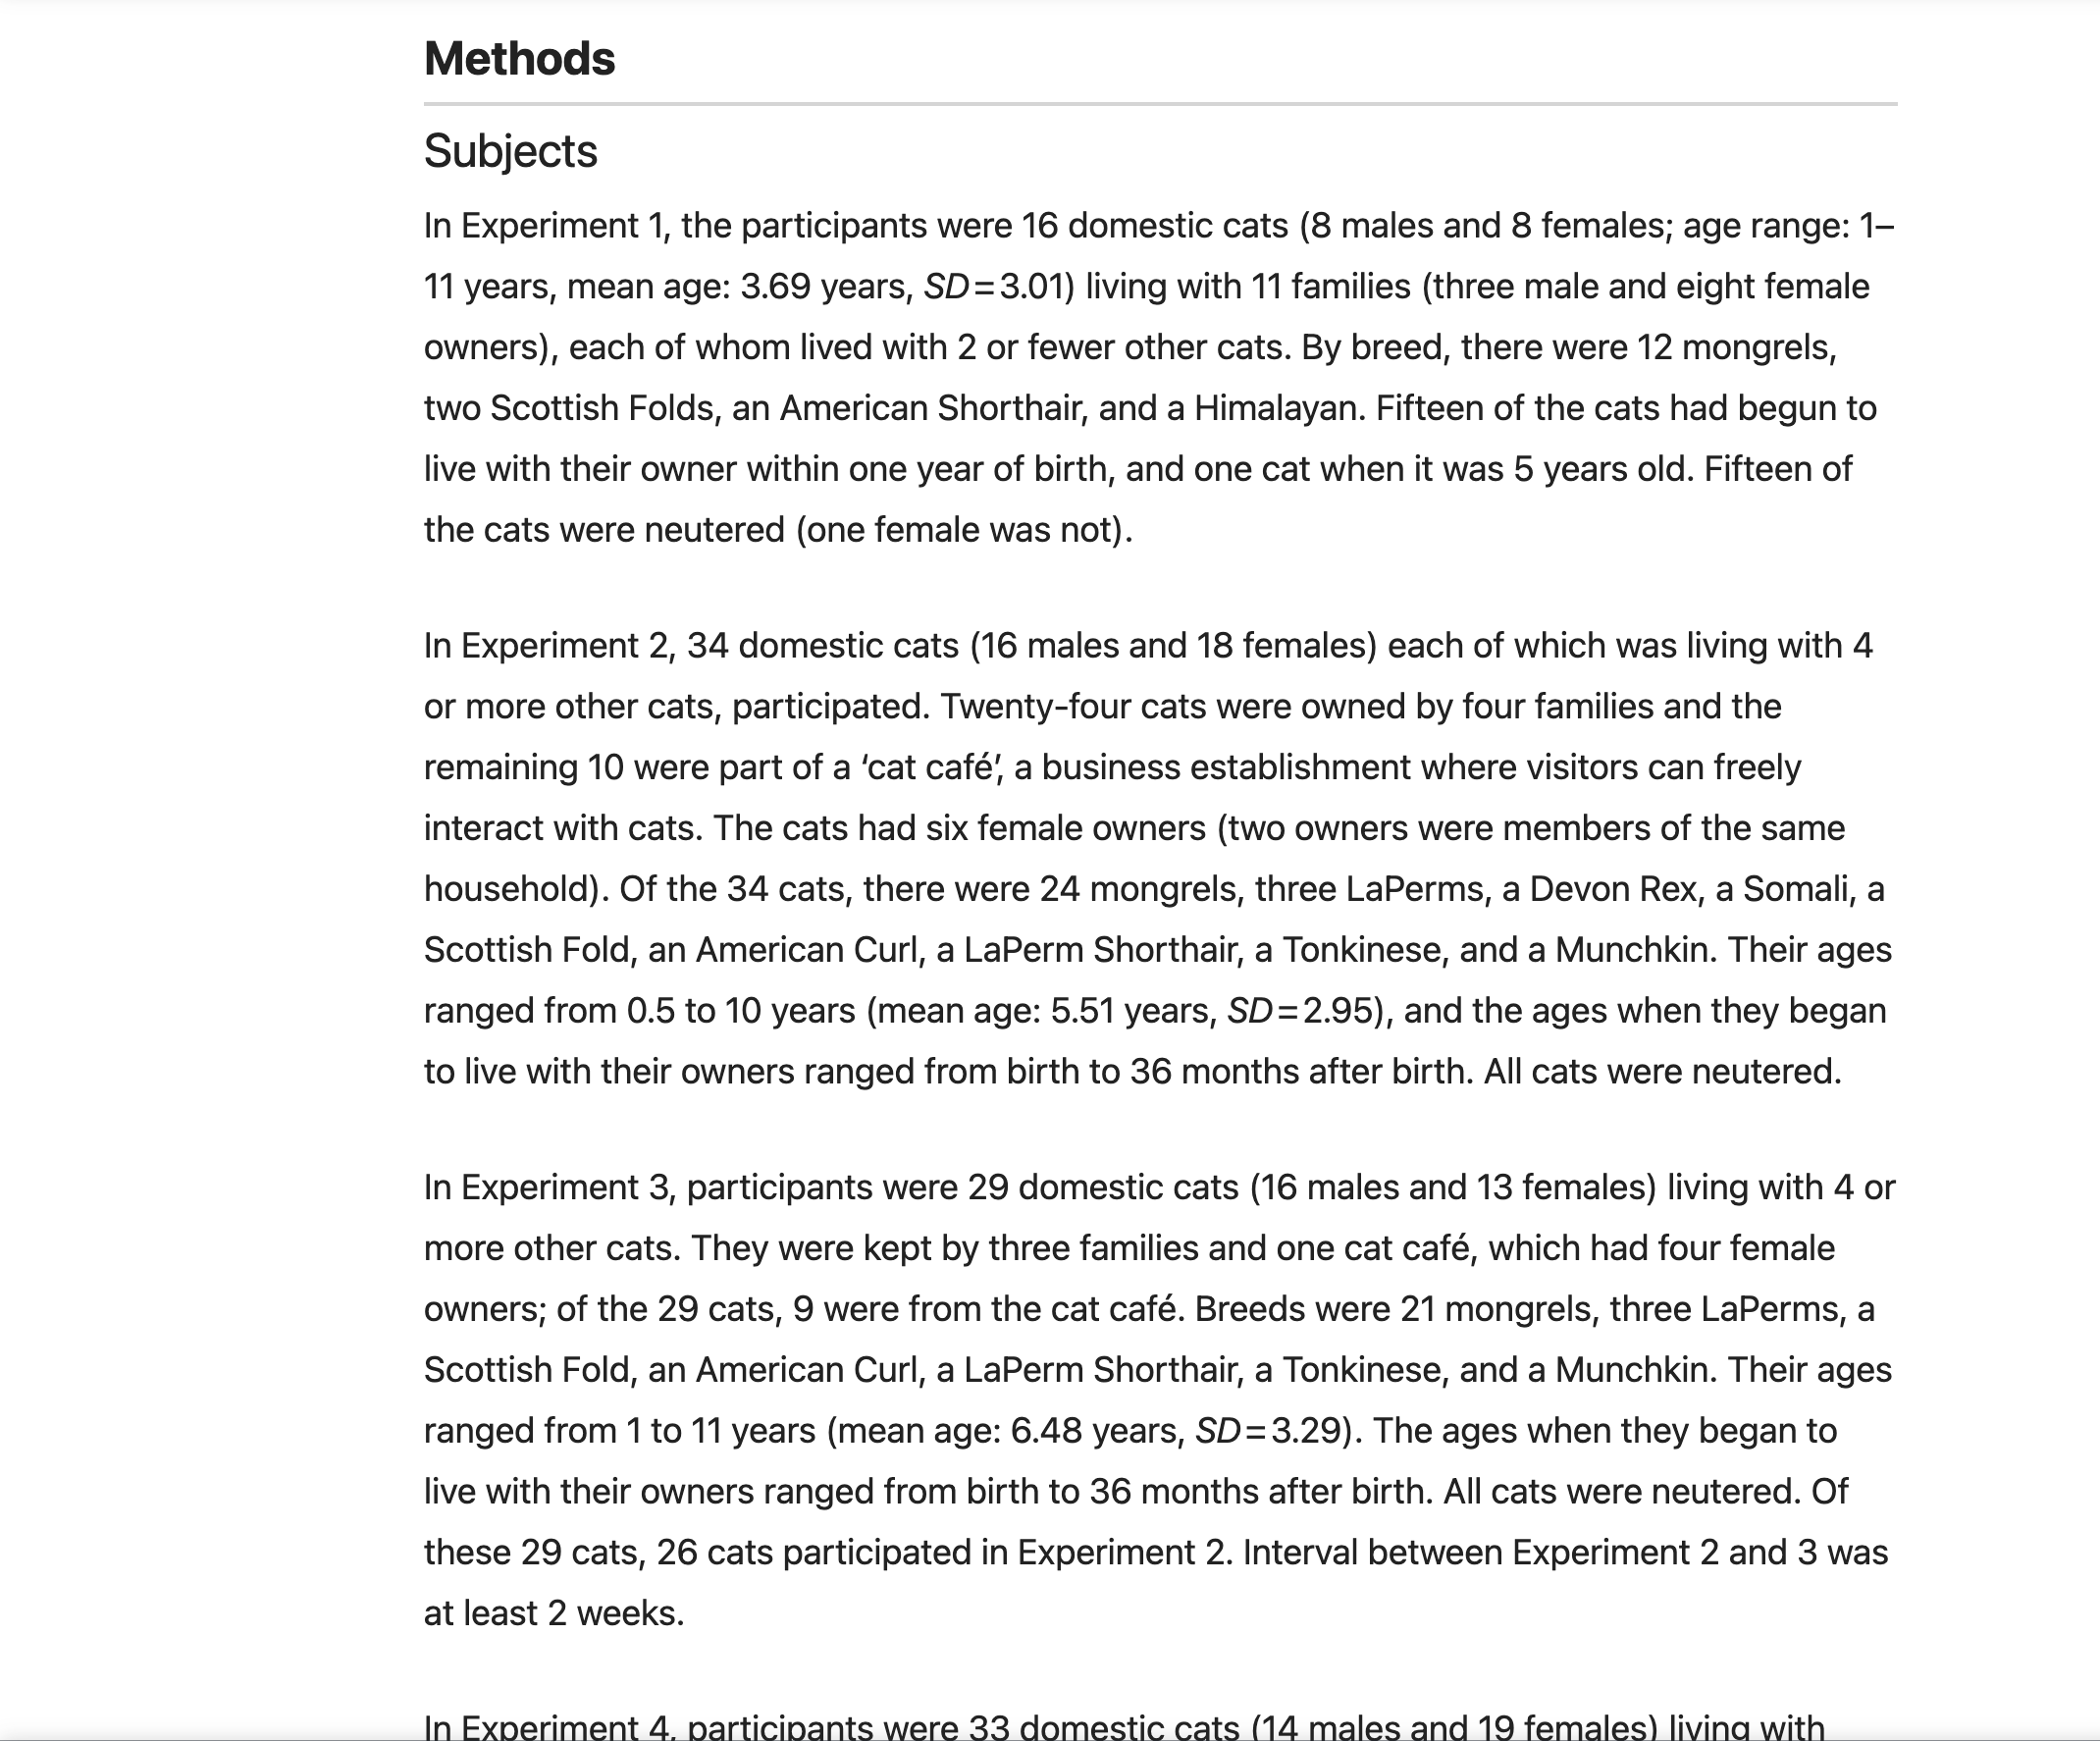 Methods
Subjects
In Experiment 1, the participants were 16 domestic cats (8 males and 8 females; age range: 1–
11 years, mean age: 3.69 years, SD = 3.01) living with 11 families (three male and eight female
owners), each of whom lived with 2 or fewer other cats. By breed, there were 12 mongrels,
two Scottish Folds, an American Shorthair, and a Himalayan. Fifteen of the cats had begun to
live with their owner within one year of birth, and one cat when it was 5 years old. Fifteen of
the cats were neutered (one female was not).
In Experiment 2, 34 domestic cats (16 males and 18 females) each of which was living with 4
or more other cats, participated. Twenty-four cats were owned by four families and the
remaining 10 were part of a ‘cat café’, a business establishment where visitors can freely
interact with cats. The cats had six female owners (two owners were members of the same
household). Of the 34 cats, there were 24 mongrels, three LaPerms, a Devon Rex, a Somali, a
Scottish Fold, an American Curl, a LaPerm Shorthair, a Tonkinese, and a Munchkin. Their ages
ranged from 0.5 to 10 years (mean age: 5.51 years, SD = 2.95), and the ages when they began
to live with their owners ranged from birth to 36 months after birth. All cats were neutered.
In Experiment 3, participants were 29 domestic cats (16 males and 13 females) living with 4 or
more other cats. They were kept by three families and one cat café, which had four female
owners; of the 29 cats, 9 were from the cat café. Breeds were 21 mongrels, three LaPerms, a
Scottish Fold, an American Curl, a LaPerm Shorthair, a Tonkinese, and a Munchkin. Their ages
ranged from 1 to 11 years (mean age: 6.48 years, SD = 3.29). The ages when they began to
live with their owners ranged from birth to 36 months after birth. All cats were neutered. Of
these 29 cats, 26 cats participated in Experiment 2. Interval between Experiment 2 and 3 was
at least 2 weeks.
In Experiment 4, participants were 33 domestic cats (14 males and 19 females) living with